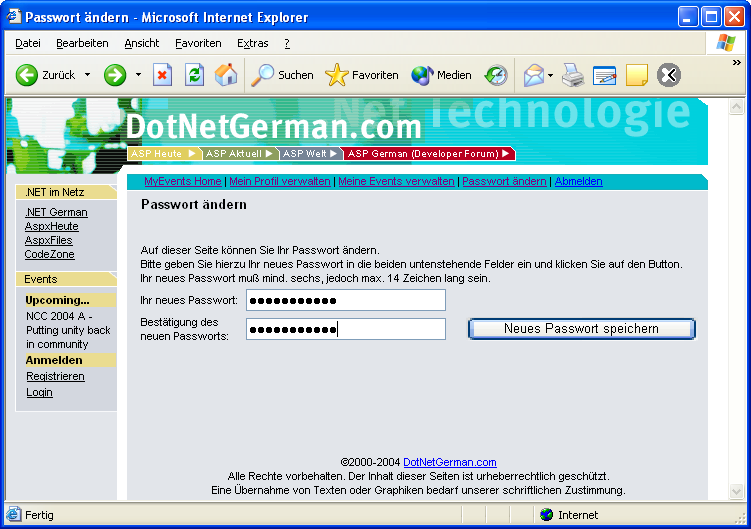 Passwort ändern - Microsoft Internet Explorer
Datei Bearbeiten Ansicht Favoriten Extras ?
Zurück Suchen Favoriten Medien
Net Technologie
DotNetGerman.com
ASP Heute ASP Aktuell ASP Welt ASP German (Developer Forum)
.NET im Netz
.NET German
AspxHeute
AspxFiles
CodeZone
Events
Upcoming...
NCC 2004 A -
Putting unity back
in community
Anmelden
Registrieren
Login
MyEvents Home | Mein Profil verwalten | Meine Events verwalten | Passwort ändern | Abmelden
Passwort ändern
Auf dieser Seite können Sie Ihr Passwort ändern.
Bitte geben Sie hierzu Ihr neues Passwort in die beiden untenstehende Felder ein und klicken Sie auf den Button.
Ihr neues Passwort muß mind. sechs, jedoch max. 14 Zeichen lang sein.
Ihr neues Passwort: ●●●●●●●●●●●
Bestätigung des
neuen Passworts: ●●●●●●●●●●●
Neues Passwort speichern
©2000-2004 DotNetGerman.com
Alle Rechte vorbehalten. Der Inhalt dieser Seiten ist urheberrechtlich geschützt.
Eine Übernahme von Texten oder Graphiken bedarf unserer schriftlichen Zustimmung.
Fertig Internet